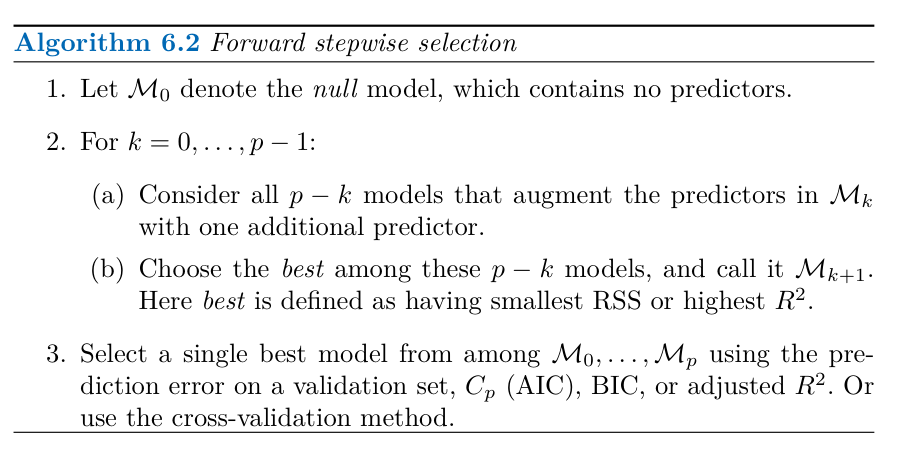 Algorithm 6.2 Forward stepwise selection
1. Let ℳ₀ denote the null model, which contains no predictors.
2. For k = 0, . . . , p − 1:
(a) Consider all p − k models that augment the predictors in ℳₖ
with one additional predictor.
(b) Choose the best among these p − k models, and call it ℳₖ₊₁.
Here best is defined as having smallest RSS or highest R².
3. Select a single best model from among ℳ₀, . . . , ℳₚ using the pre-
diction error on a validation set, Cₚ (AIC), BIC, or adjusted R². Or
use the cross-validation method.